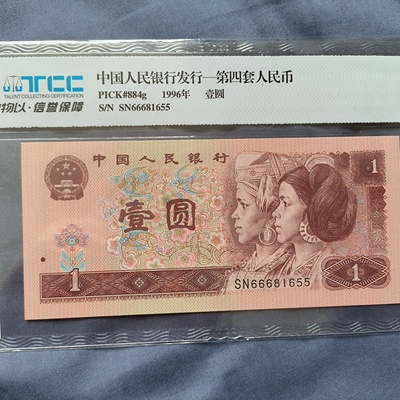 TCC
TALENT COLLECTING CERTIFICATION
物以·信誉保障
中国人民银行发行—第四套人民币
PICK#884g 1996年 壹圆
S/N SN66681655
中国人民银行
1
壹圆
1
1
SN66681655